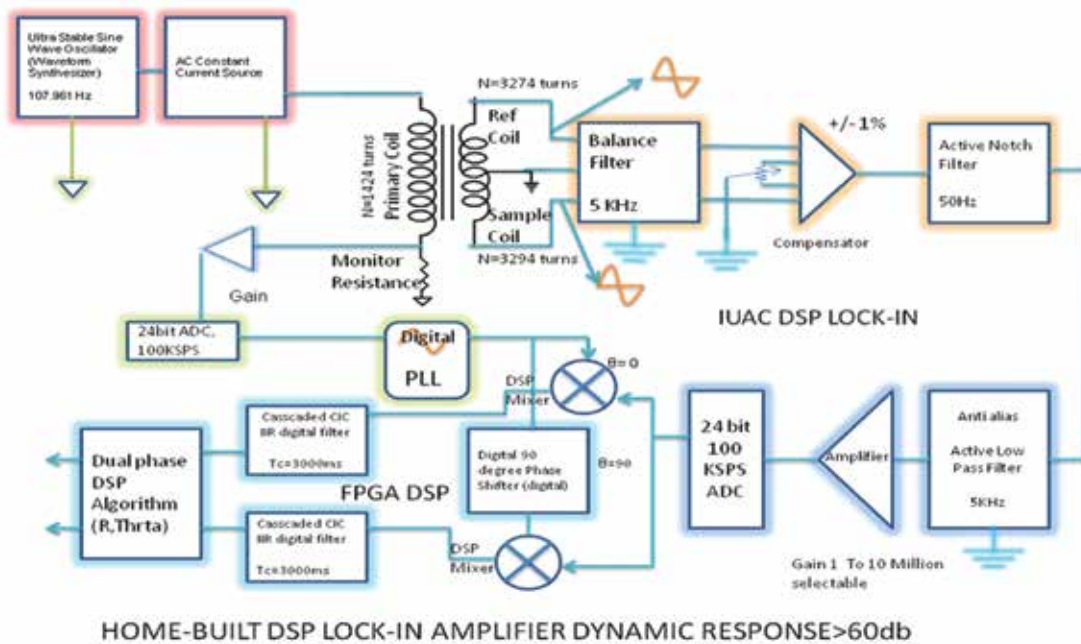 Ultra Stable Sine
Wave Oscillator
(Waveform
Synthesizer)
107.961 Hz
AC Constant
Current Source
N=1424 turns
Primary Coil
N=3274 turns
Ref
Coil
Sample
Coil
N=3294 turns
Balance
Filter
5 KHz
+/-1%
Compensator
Active Notch
Filter
50Hz
Monitor
Resistance
Gain
IUAC DSP LOCK-IN
24bit ADC,
100KSPS
Digital
PLL
θ=0
DSP
Mixer
Casscaded CIC
IIR digital filter
Tc=3000ms
Dual phase
DSP
Algorithm
(R,Thrta)
FPGA DSP
Digital 90
degree Phase
Shifter (digital)
θ=90
24 bit
100
KSPS
ADC
Amplifier
Anti alias
Active Low
Pass Filter
5KHz
Casscaded CIC
IIR digital filter
Tc=3000ms
DSP
Mixer
Gain 1 To 10 Million
selectable
HOME-BUILT DSP LOCK-IN AMPLIFIER DYNAMIC RESPONSE>60db